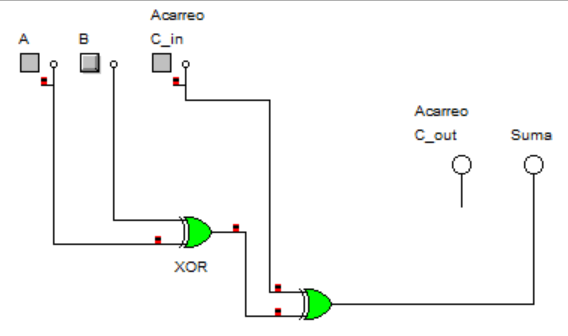 Acarreo
A B C_in
Acarreo
C_out Suma
XOR